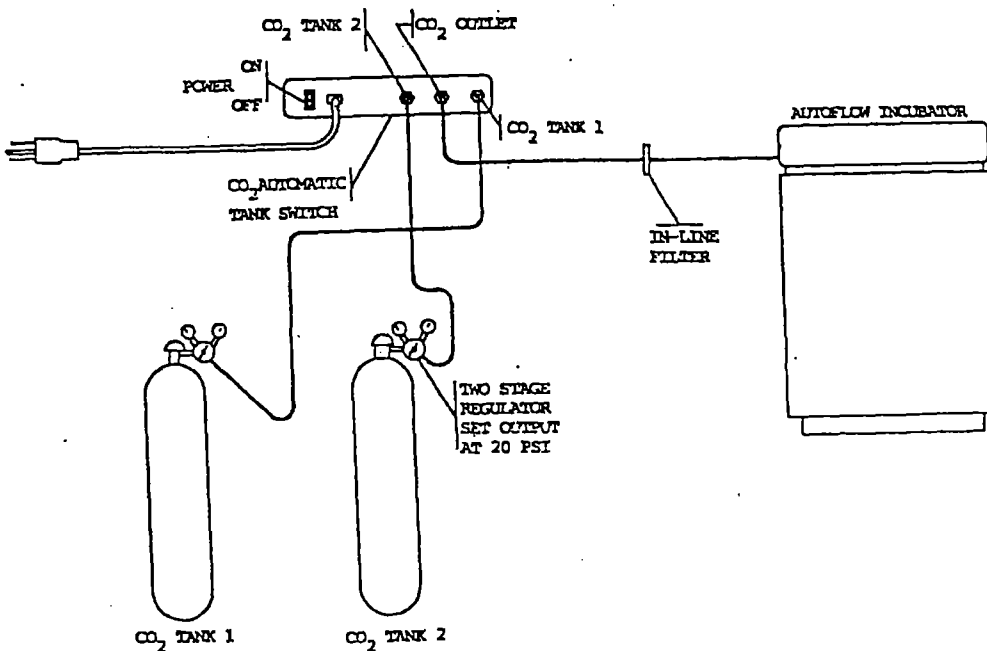 CO2 TANK 2
CO2 OUTLET
ON
POWER
OFF
CO2 TANK 1
AUTOFLOW INCUBATOR
CO2 AUTOMATIC
TANK SWITCH
IN-LINE
FILTER
TWO STAGE
REGULATOR
SET OUTPUT
AT 20 PSI
CO2 TANK 1
CO2 TANK 2